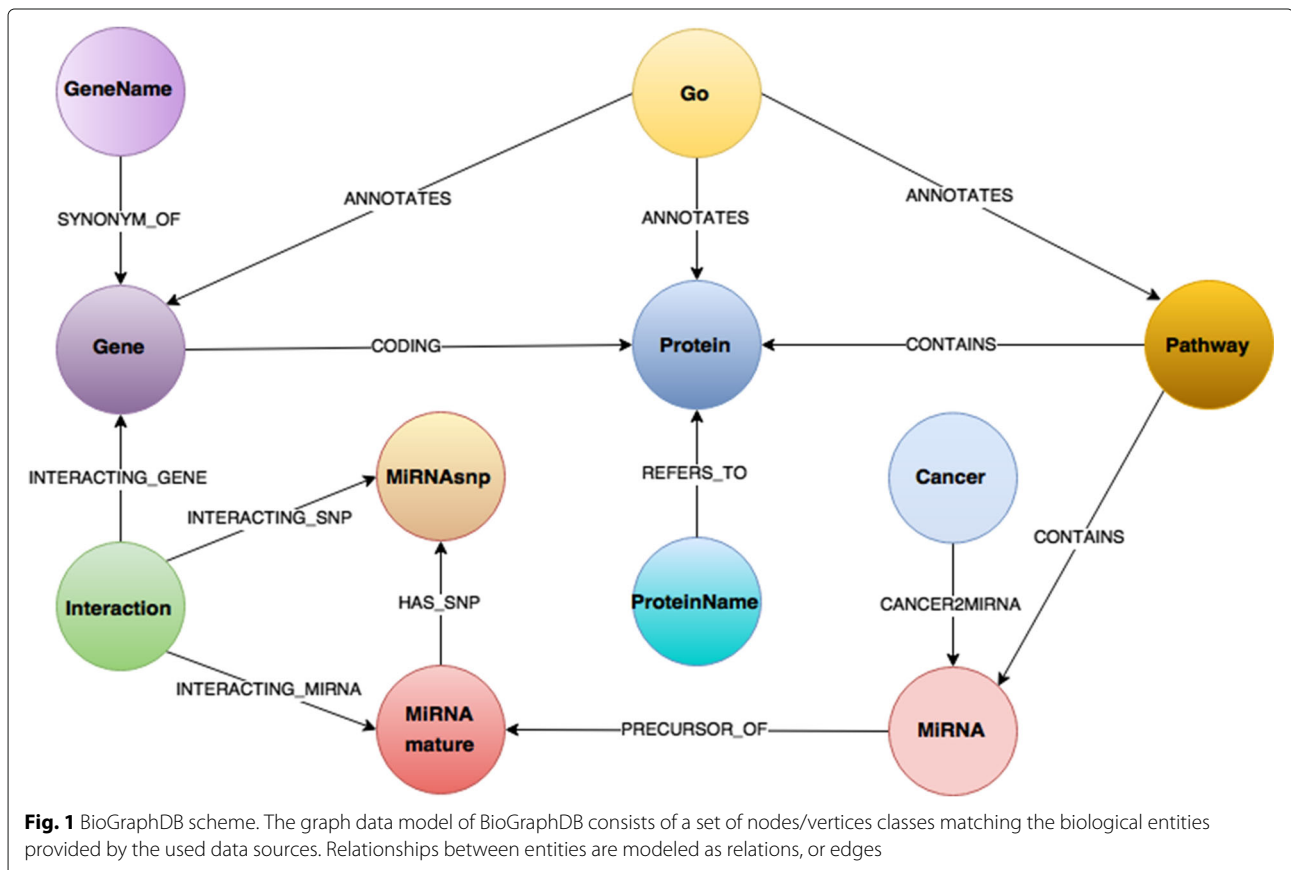 GeneName
Go
ANNOTATES
ANNOTATES
SYNONYM_OF
ANNOTATES
Gene
CODING
Protein
CONTAINS
Pathway
INTERACTING_GENE
MiRNAsnp
REFERS_TO
Cancer
INTERACTING_SNP
CONTAINS
Interaction
HAS_SNP
ProteinName
CANCER2MIRNA
INTERACTING_MIRNA
MiRNA
mature
PRECURSOR_OF
MiRNA
Fig. 1 BioGraphDB scheme. The graph data model of BioGraphDB consists of a set of nodes/vertices classes matching the biological entities
provided by the used data sources. Relationships between entities are modeled as relations, or edges